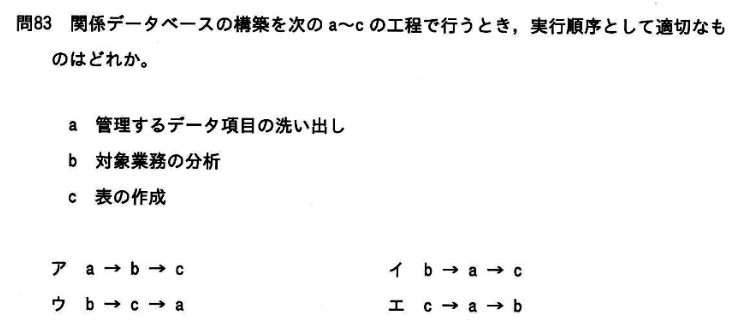 問83 関係データベースの構築を次の a～c の工程で行うとき，実行順序として適切なも
のはどれか。
a 管理するデータ項目の洗い出し
b 対象業務の分析
c 表の作成
ア a → b → c イ b → a → c
ウ b → c → a エ c → a → b